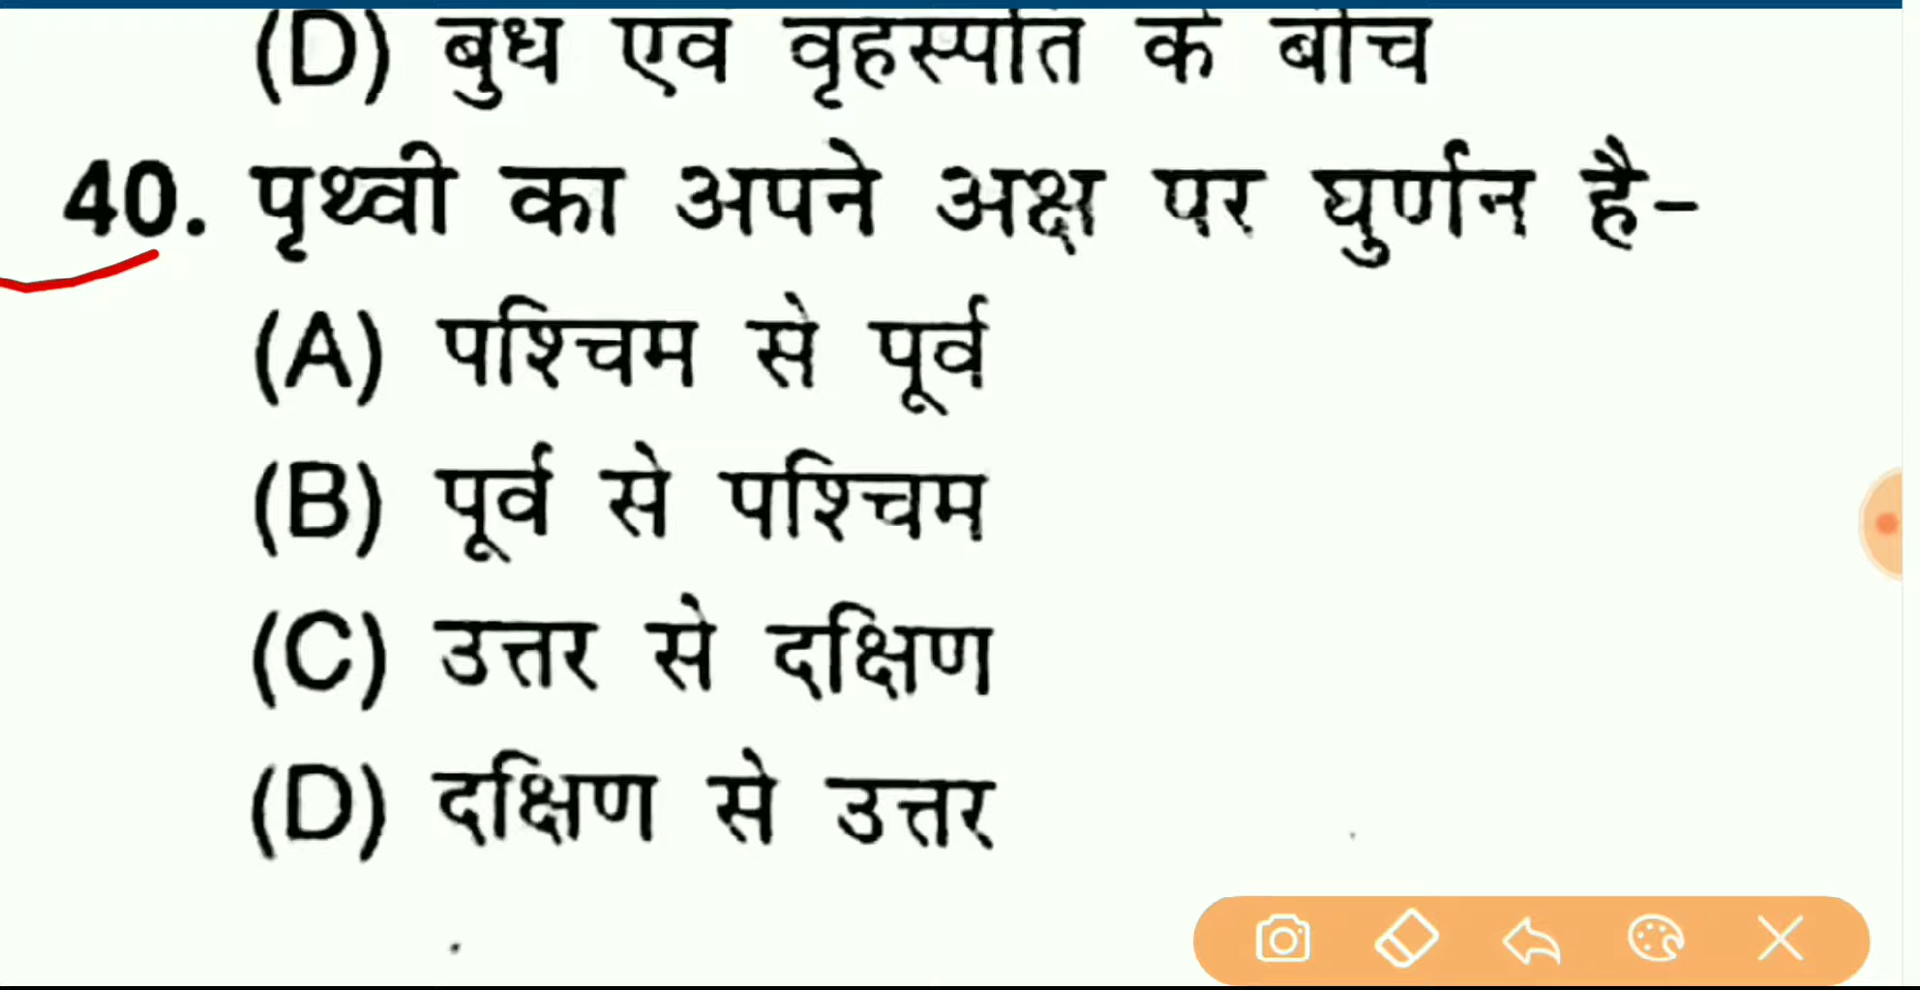 (D) बुध एवं वृहस्पति के बीच
40. पृथ्वी का अपने अक्ष पर घुर्णन है-
(A) पश्चिम से पूर्व
(B) पूर्व से पश्चिम
(C) उत्तर से दक्षिण
(D) दक्षिण से उत्तर